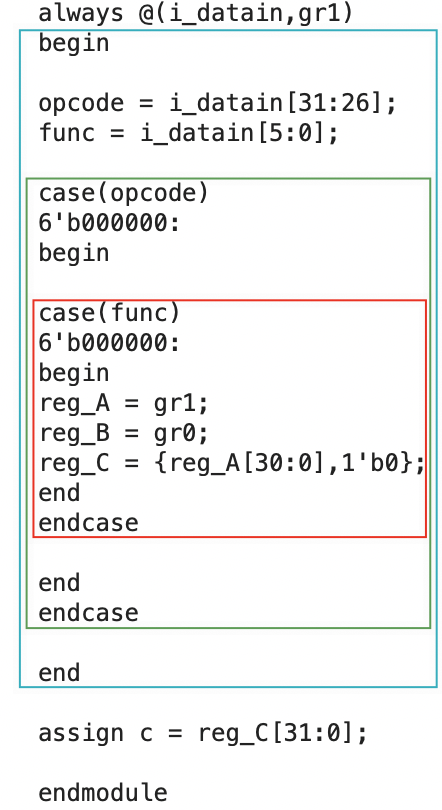 always @(i_datain,gr1)
begin
opcode = i_datain[31:26];
func = i_datain[5:0];
case(opcode)
6'b000000:
begin
case(func)
6'b000000:
begin
reg_A = gr1;
reg_B = gr0;
reg_C = {reg_A[30:0],1'b0};
end
endcase
end
endcase
end
assign c = reg_C[31:0];
endmodule